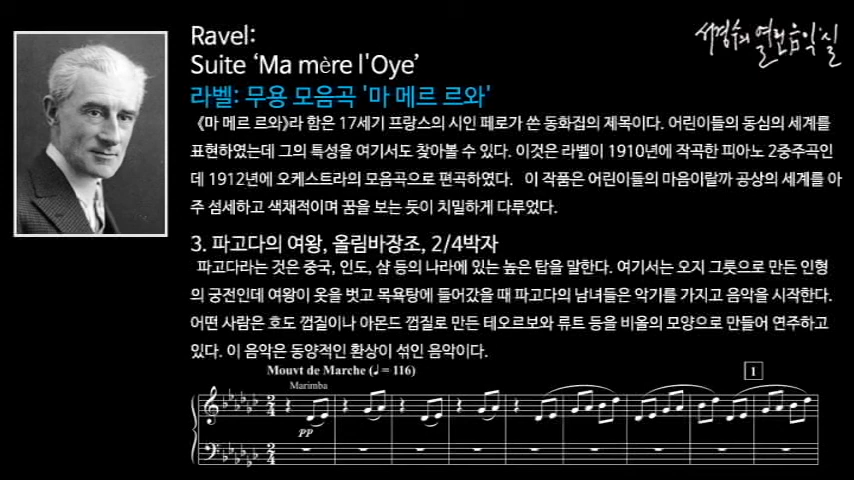 Ravel:
서경수의 열린음악실
Suite ‘Ma mère l'Oye’
라벨: 무용 모음곡 '마 메르 르와'
《마 메르 르와》라 함은 17세기 프랑스의 시인 페로가 쓴 동화집의 제목이다. 어린이들의 동심의 세계를
표현하였는데 그의 특성을 여기서도 찾아볼 수 있다. 이것은 라벨이 1910년에 작곡한 피아노 2중주곡인
데 1912년에 오케스트라의 모음곡으로 편곡하였다. 이 작품은 어린이들의 마음이랄까 공상의 세계를 아
주 섬세하고 색채적이며 꿈을 보는 듯이 치밀하게 다루었다.
3. 파고다의 여왕, 올림바장조, 2/4박자
파고다라는 것은 중국, 인도, 샴 등의 나라에 있는 높은 탑을 말한다. 여기서는 오지 그릇으로 만든 인형
의 궁전인데 여왕이 옷을 벗고 목욕탕에 들어갔을 때 파고다의 남녀들은 악기를 가지고 음악을 시작한다.
어떤 사람은 호도 껍질이나 아몬드 껍질로 만든 테오르보와 류트 등을 비올의 모양으로 만들어 연주하고
있다. 이 음악은 동양적인 환상이 섞인 음악이다.
Mouvt de Marche (♩ = 116)
1
Marimba
2
4
pp
2
4